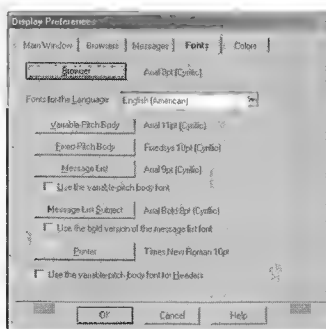 Display Preferences
Main Window Browsers Messages Fonts Colors
Browser Arial 9pt (Cyrillic)
Fonts for the Language English (American)
Variable-Pitch Body Arial 11pt (Cyrillic)
Fixed-Pitch Body Fixedsys 10pt (Cyrillic)
Message List Arial 9pt (Cyrillic)
Use the variable-pitch body font
Message List Subject Arial Bold 9pt (Cyrillic)
Use the bold version of the message list font
Printer Times New Roman 10pt
Use the variable-pitch body font for Headers
OK Cancel Help